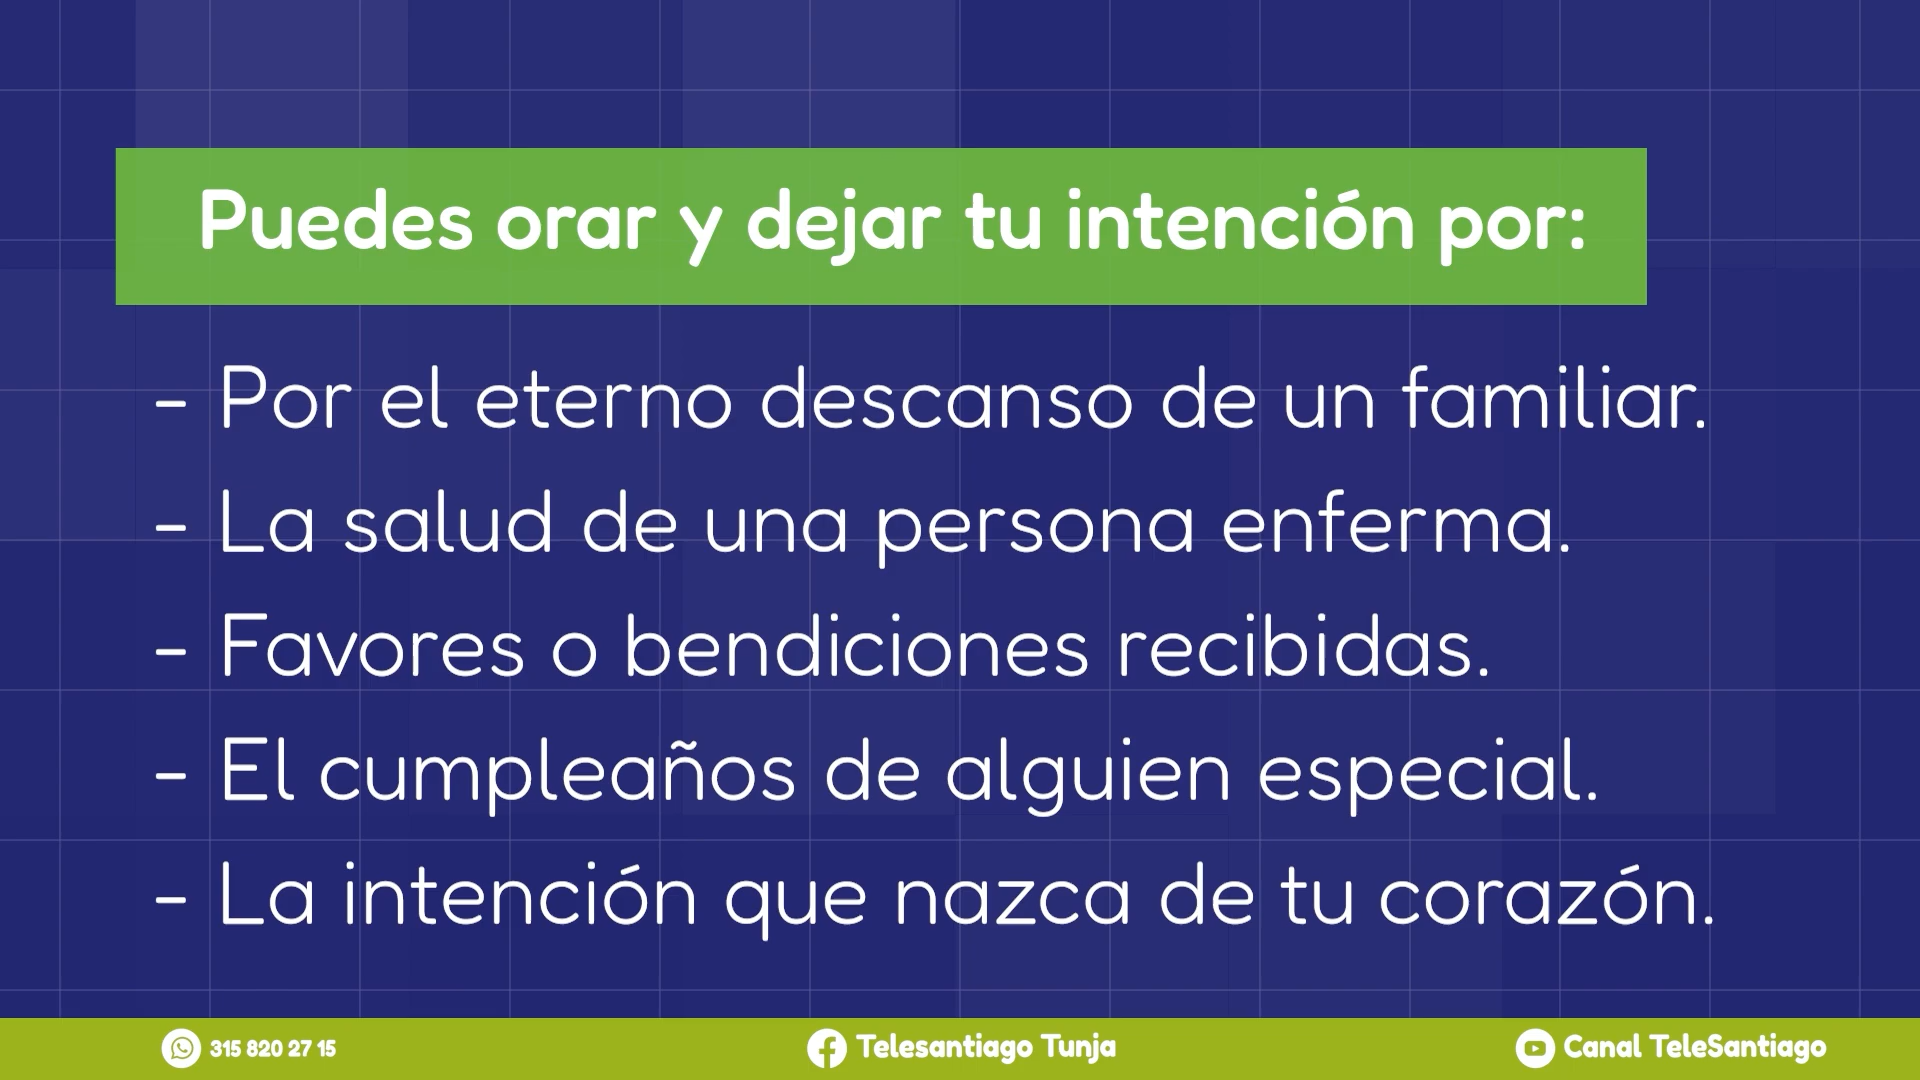 Puedes orar y dejar tu intención por:
- Por el eterno descanso de un familiar.
- La salud de una persona enferma.
- Favores o bendiciones recibidas.
- El cumpleaños de alguien especial.
- La intención que nazca de tu corazón.
315 820 27 15
Telesantiago Tunja
Canal TeleSantiago